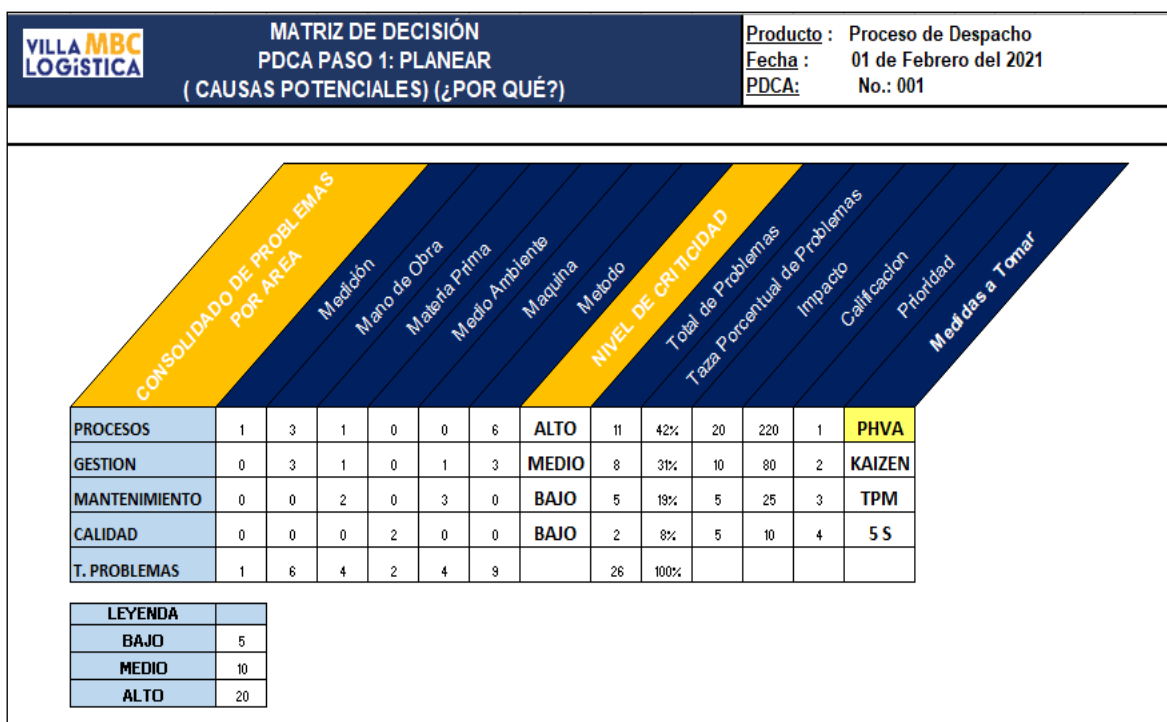 VILLA MBC
LOGÍSTICA
MATRIZ DE DECISIÓN
PDCA PASO 1: PLANEAR
( CAUSAS POTENCIALES) (¿POR QUÉ?)
Producto : Proceso de Despacho
Fecha : 01 de Febrero del 2021
PDCA: No.: 001
CONSOLIDADO DE PROBLEMAS
POR AREA
Medición
Mano de Obra
Materia Prima
Medio Ambiente
Maquina
Metodo
NIVEL DE CRITICIDAD
Total de Problemas
Taza Porcentual de Problemas
Impacto
Calificacion
Prioridad
Medidas a Tomar
PROCESOS 1 3 1 0 0 6 ALTO 11 42% 20 220 1 PHVA
GESTION 0 3 1 0 1 3 MEDIO 8 31% 10 80 2 KAIZEN
MANTENIMIENTO 0 0 2 0 3 0 BAJO 5 19% 5 25 3 TPM
CALIDAD 0 0 0 2 0 0 BAJO 2 8% 5 10 4 5 S
T. PROBLEMAS 1 6 4 2 4 9 26 100%
LEYENDA
BAJO 5
MEDIO 10
ALTO 20